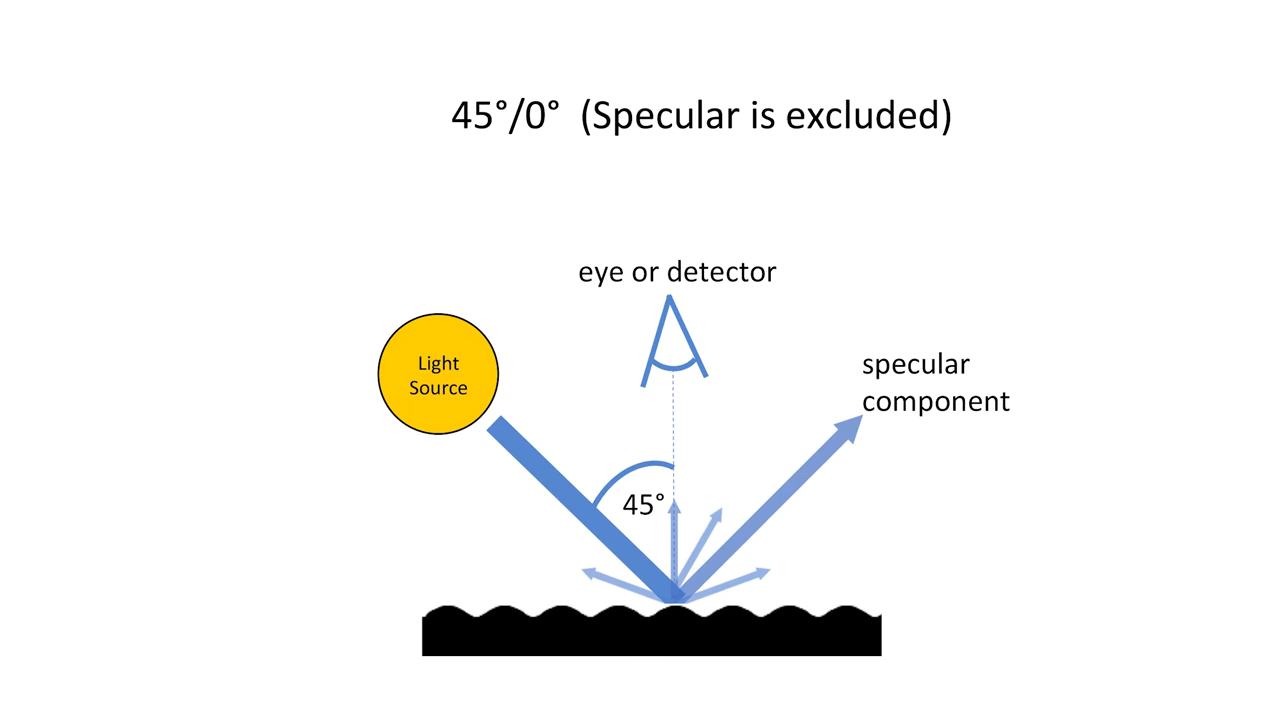 45°/0°  (Specular is excluded)
eye or detector
Light
Source
specular
component
45°